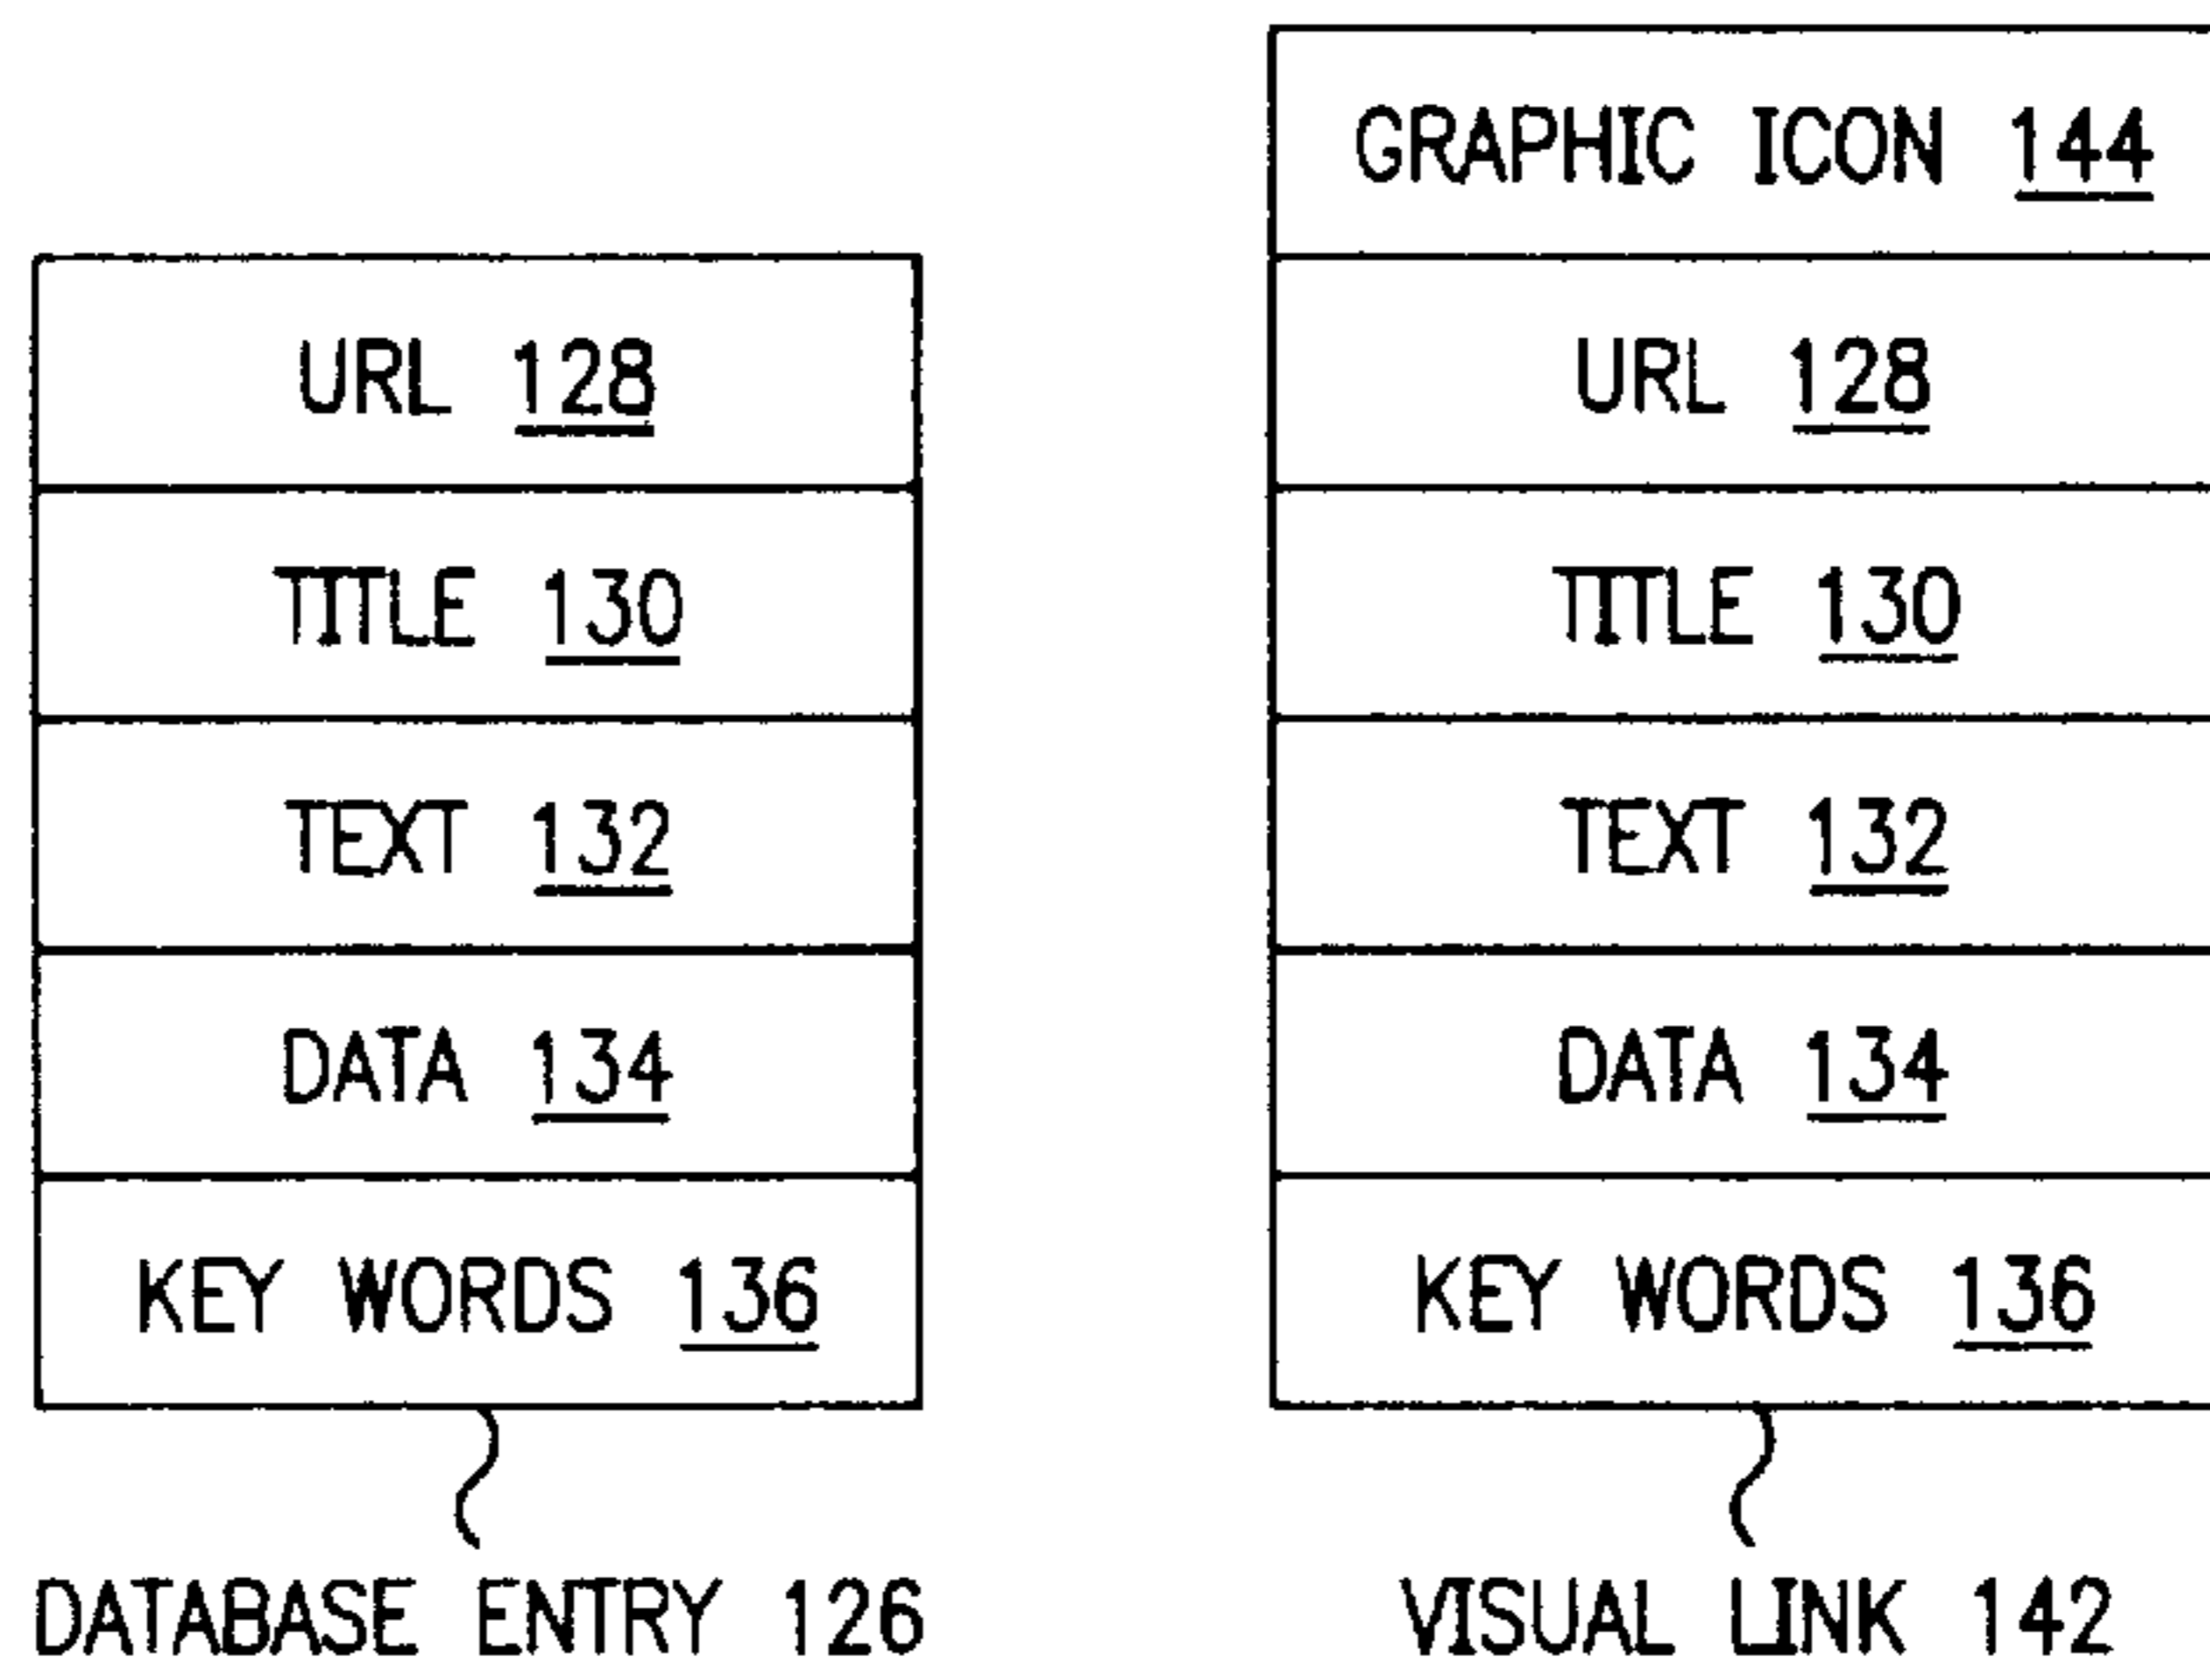 URL 128
TITLE 130
TEXT 132
DATA 134
KEY WORDS 136
DATABASE ENTRY 126
GRAPHIC ICON 144
URL 128
TITLE 130
TEXT 132
DATA 134
KEY WORDS 136
VISUAL LINK 142